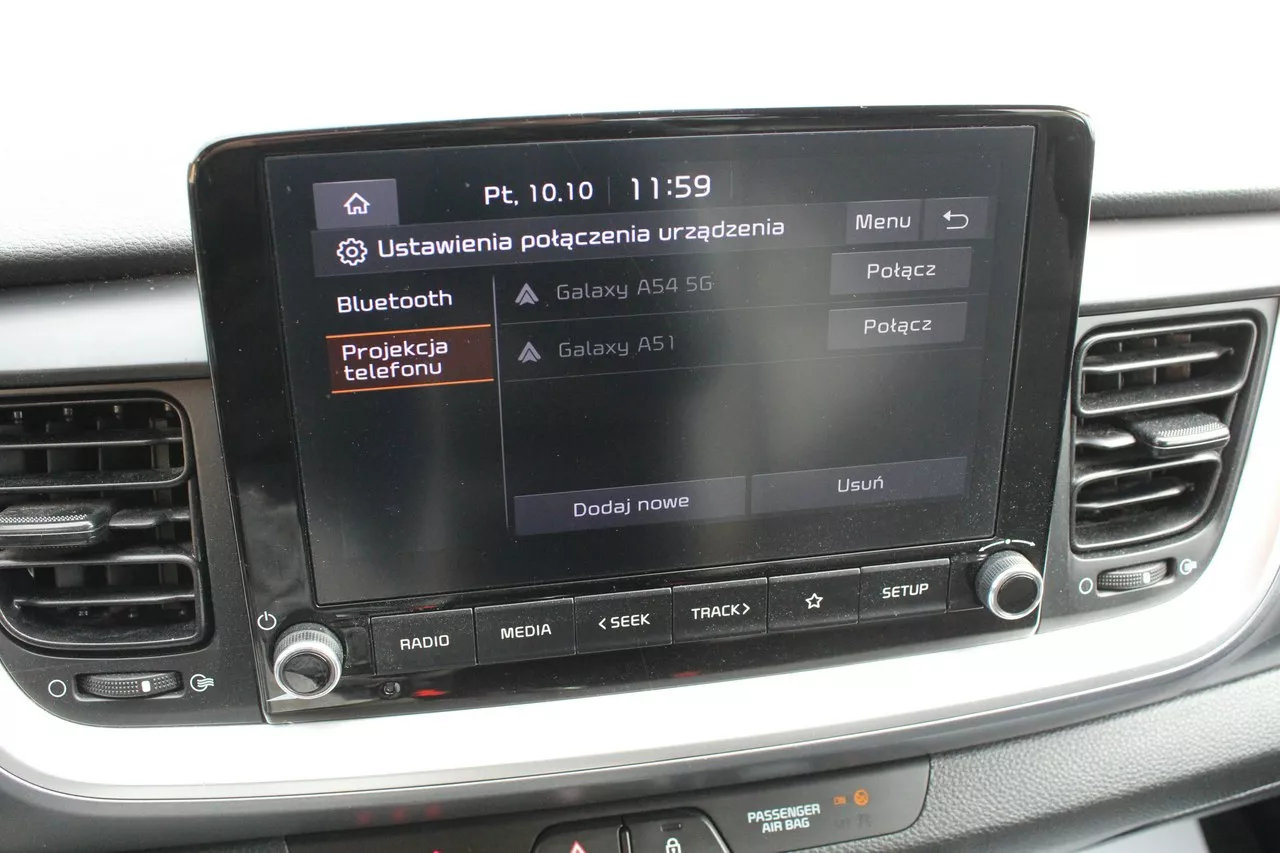 Pt, 10.10 11:59
Ustawienia połączenia urządzenia Menu
Bluetooth
Projekcja
telefonu
Galaxy A54 5G Połącz
Galaxy A51 Połącz
Dodaj nowe Usuń
RADIO MEDIA <SEEK TRACK> SETUP
PASSENGER
AIR BAG